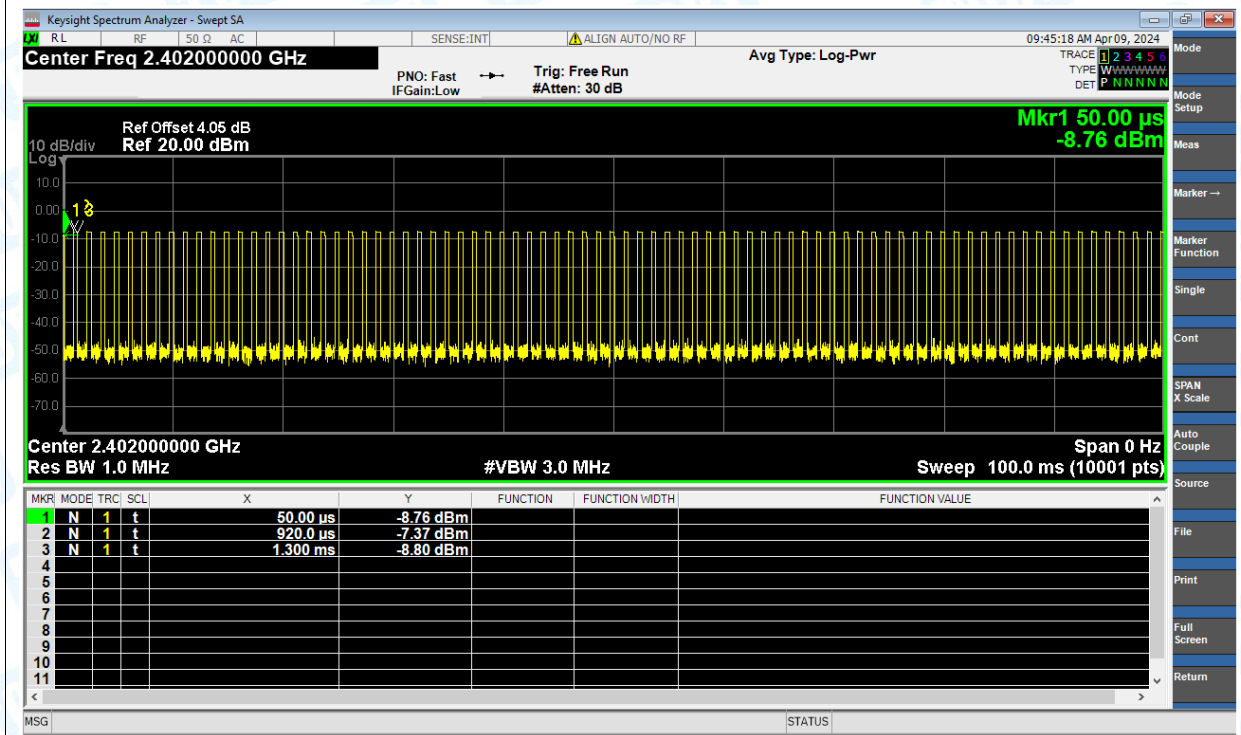 Keysight Spectrum Analyzer - Swept SA
LXI RL RF 50 Ω AC SENSE:INT ALIGN AUTO/NO RF 09:45:18 AM Apr 09, 2024
Center Freq 2.402000000 GHz Avg Type: Log-Pwr TRACE 1 2 3 4 5 6
PNO: Fast Trig: Free Run TYPE WWWWWW
IFGain:Low #Atten: 30 dB DET P N N N N N
Mkr1 50.00 µs
Ref Offset 4.05 dB
10 dB/div Ref 20.00 dBm -8.76 dBm
Log
10.0
0.00
1
3
-10.0
-20.0
-30.0
-40.0
-50.0
-60.0
-70.0
Center 2.402000000 GHz Span 0 Hz
Res BW 1.0 MHz #VBW 3.0 MHz Sweep 100.0 ms (10001 pts)
MKR MODE TRC SCL X Y FUNCTION FUNCTION WIDTH FUNCTION VALUE
1 N 1 t 50.00 µs -8.76 dBm
2 N 1 t 920.0 µs -7.37 dBm
3 N 1 t 1.300 ms -8.80 dBm
4
5
6
7
8
9
10
11
MSG STATUS
Mode
Mode
Setup
Meas
Marker →
Marker
Function
Single
Cont
SPAN
X Scale
Auto
Couple
Source
File
Print
Full
Screen
Return